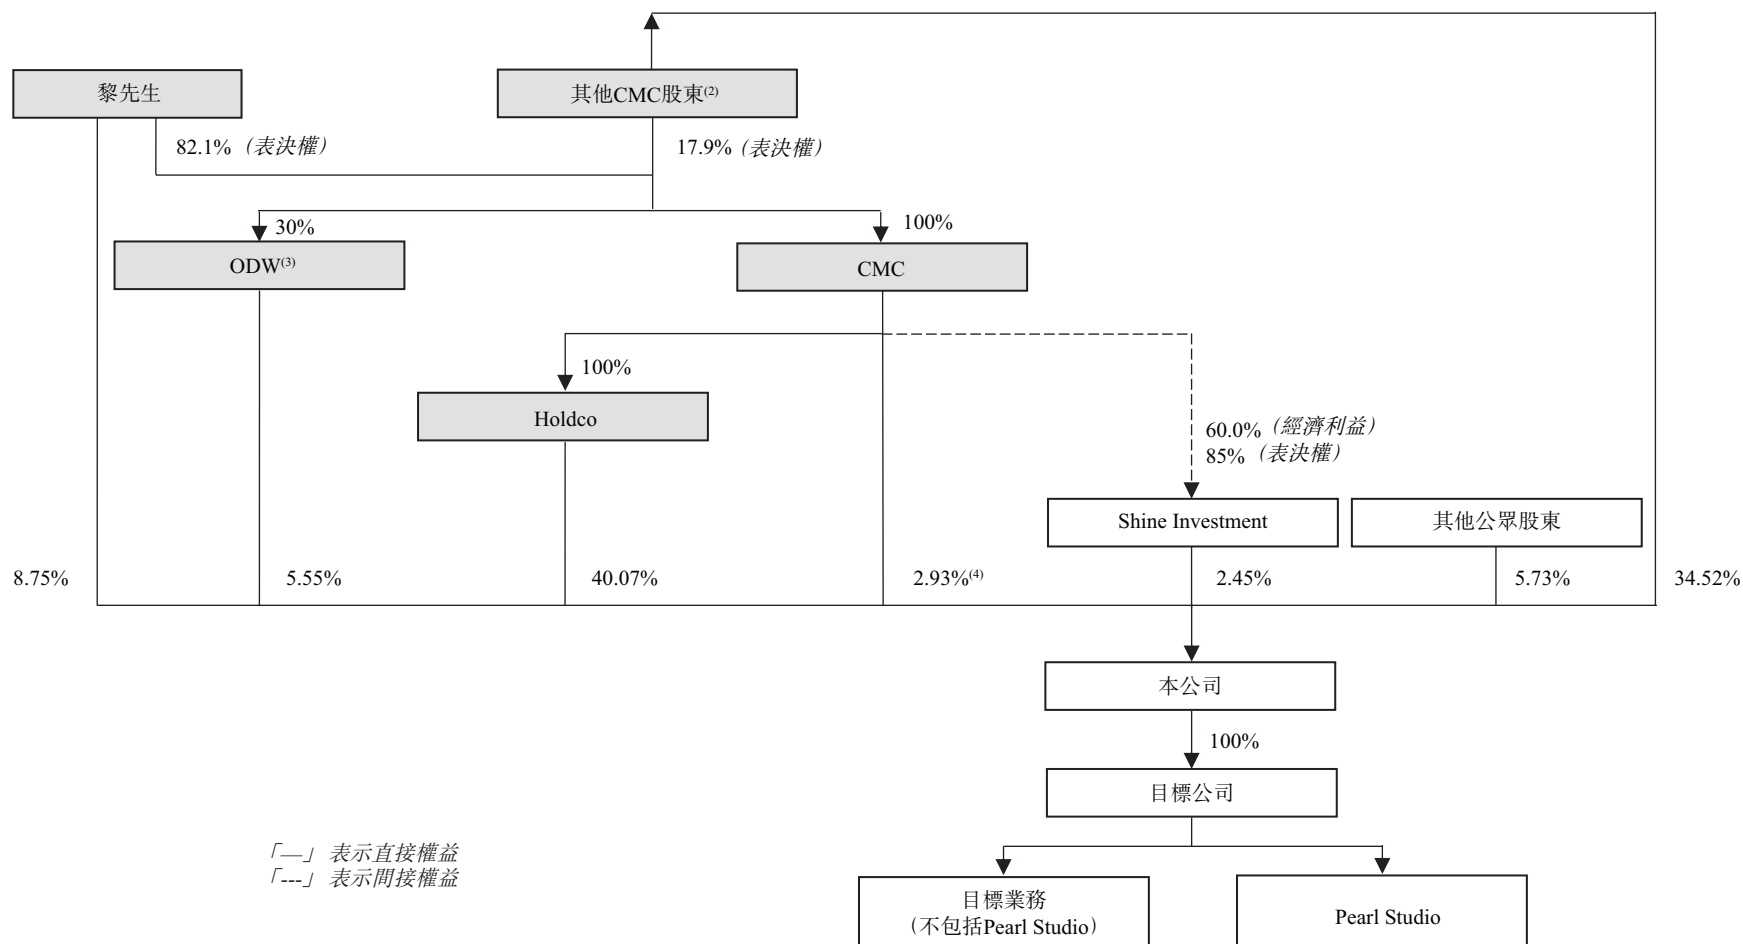 黎先生
其他CMC股東(2)
82.1%（表決權）
17.9%（表決權）
30%
100%
ODW(3)
CMC
100%
Holdco
60.0%（經濟利益）
85%（表決權）
Shine Investment
其他公眾股東
8.75%
5.55%
40.07%
2.93%(4)
2.45%
5.73%
34.52%
本公司
100%
目標公司
「—」 表示直接權益
「---」 表示間接權益
目標業務
（不包括Pearl Studio）
Pearl Studio